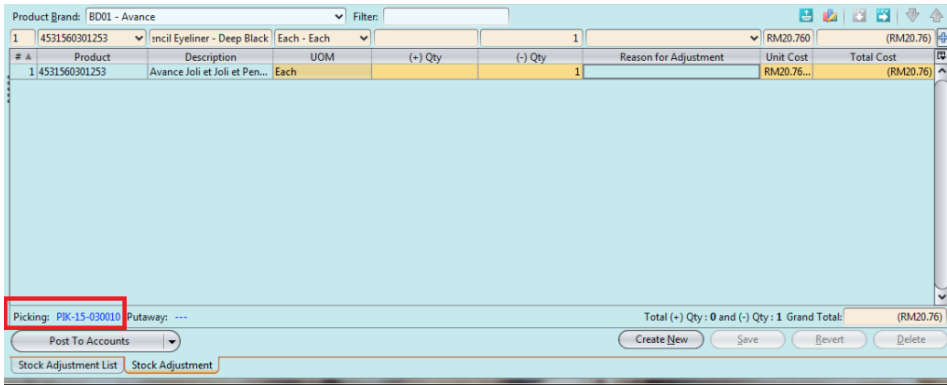 Product Brand: BD01 - Avance Filter:
1 4531560301253 encil Eyeliner - Deep Black Each - Each 1 RM20.760 (RM20.76)
# Product Description UOM (+) Qty (-) Qty Reason for Adjustment Unit Cost Total Cost
1 4531560301253 Avance Joli et Joli et Pen... Each 1 RM20.76... (RM20.76)
Picking: PIK-15-030010 Putaway: --- Total (+) Qty : 0 and (-) Qty : 1 Grand Total: (RM20.76)
Post To Accounts Create New Save Revert Delete
Stock Adjustment List Stock Adjustment